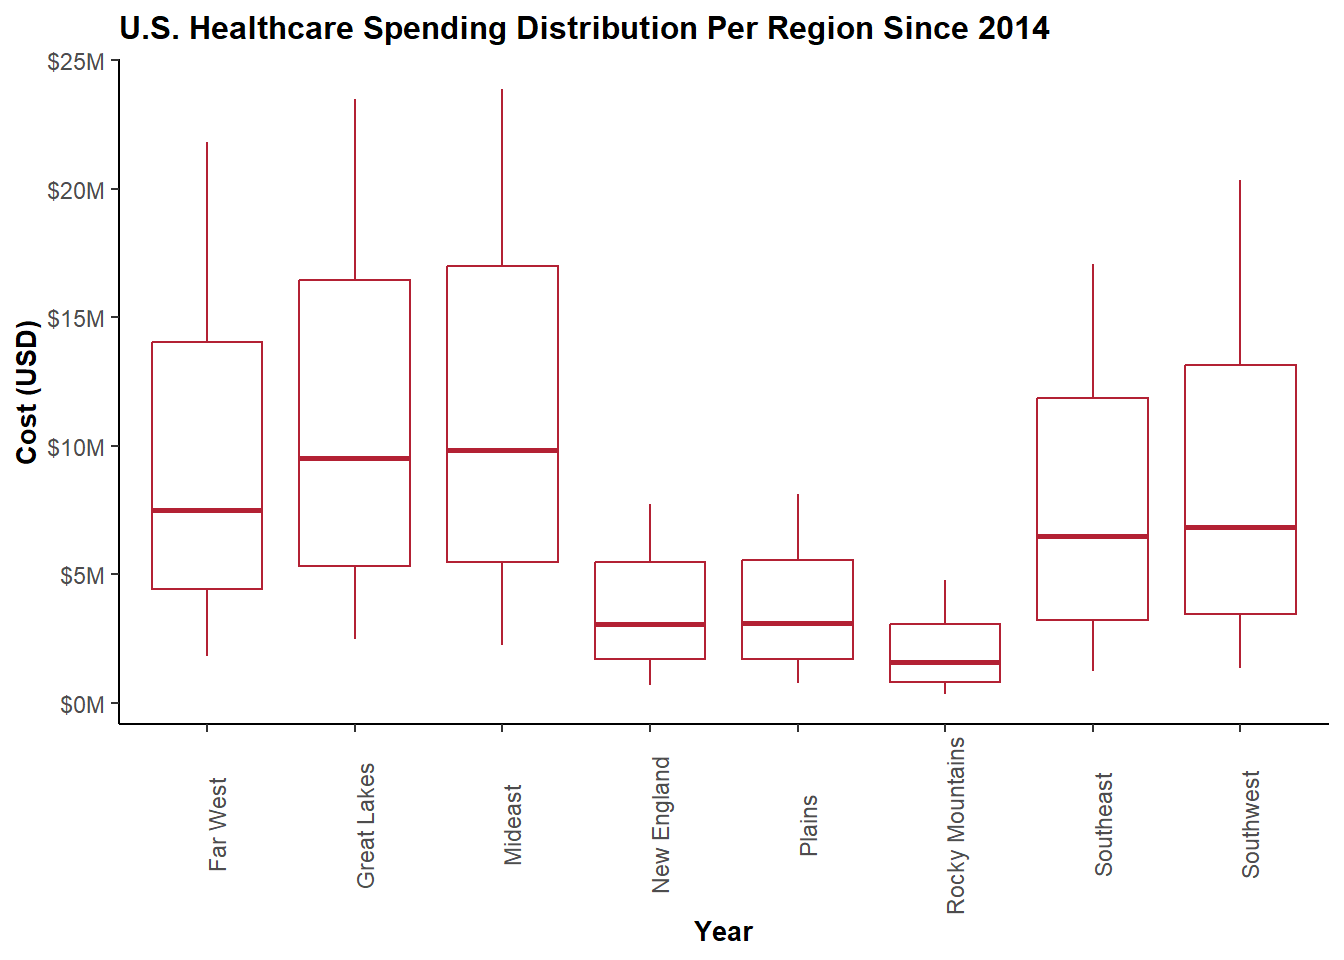 U.S. Healthcare Spending Distribution Per Region Since 2014
$25M
$20M
$15M
$10M
$5M
$0M
Cost (USD)
Far West
Great Lakes
Mideast
New England
Plains
Rocky Mountains
Southeast
Southwest
Year